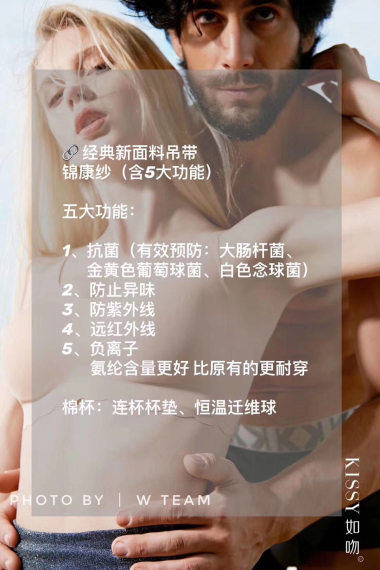 🔗 经典新面料吊带
锦康纱（含5大功能）
五大功能：
1、抗菌（有效预防：大肠杆菌、
金黄色葡萄球菌、白色念球菌）
2、防止异味
3、防紫外线
4、远红外线
5、负离子
氨纶含量更好 比原有的更耐穿
棉杯：连杯杯垫、恒温迁维球
PHOTO BY | W TEAM
KISSY 如吻©